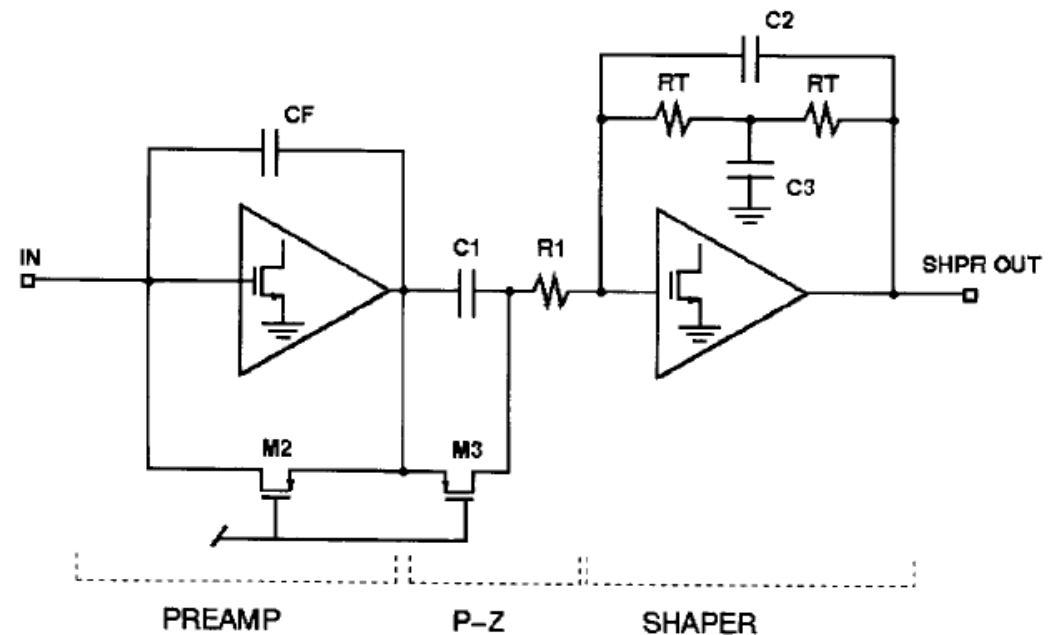 C2
RT RT
CF
C3
IN
C1 R1
SHPR OUT
M2 M3
PREAMP P-Z SHAPER